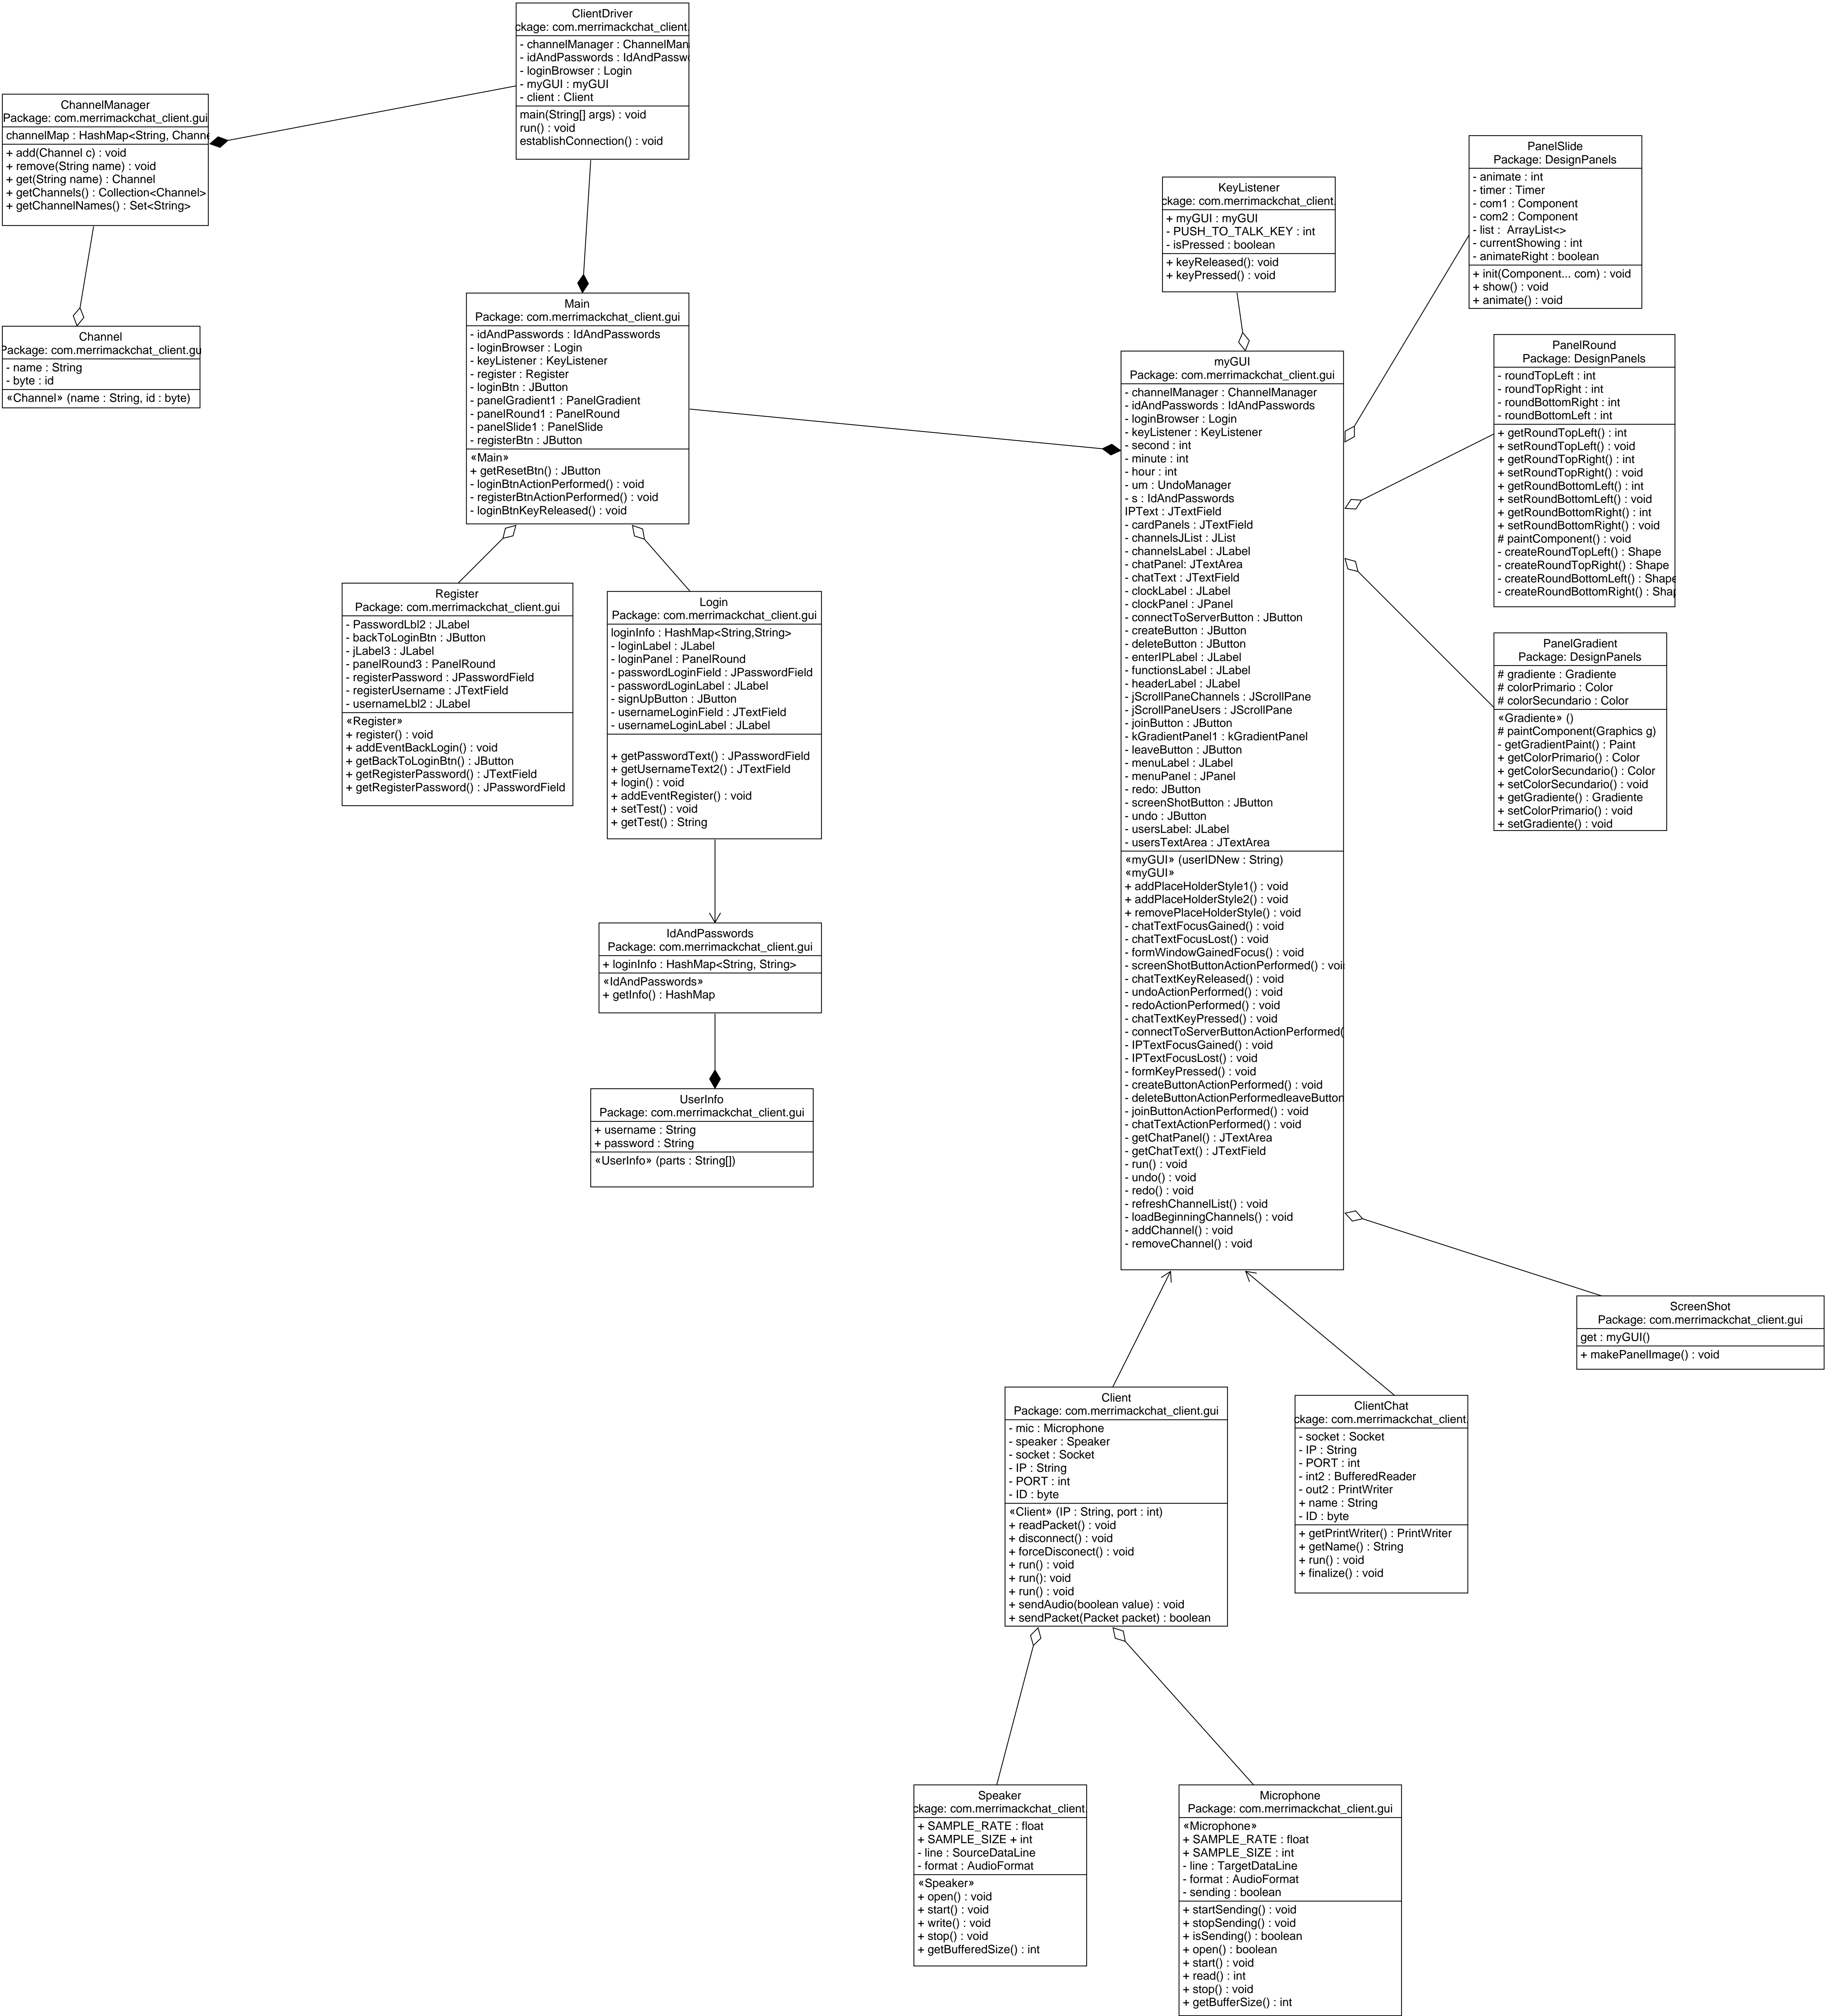 ClientDriver
ckage: com.merrimackchat_client.
- channelManager : ChannelMan
- idAndPasswords : IdAndPassw
- loginBrowser : Login
- myGUI : myGUI
- client : Client
main(String[] args) : void
run() : void
establishConnection() : void
ChannelManager
Package: com.merrimackchat_client.gui
channelMap : HashMap<String, Channe
+ add(Channel c) : void
+ remove(String name) : void
+ get(String name) : Channel
+ getChannels() : Collection<Channel>
+ getChannelNames() : Set<String>
Channel
Package: com.merrimackchat_client.gu
- name : String
- byte : id
«Channel» (name : String, id : byte)
Main
Package: com.merrimackchat_client.gui
- idAndPasswords : IdAndPasswords
- loginBrowser : Login
- keyListener : KeyListener
- register : Register
- loginBtn : JButton
- panelGradient1 : PanelGradient
- panelRound1 : PanelRound
- panelSlide1 : PanelSlide
- registerBtn : JButton
«Main»
+ getResetBtn() : JButton
- loginBtnActionPerformed() : void
- registerBtnActionPerformed() : void
- loginBtnKeyReleased() : void
Register
Package: com.merrimackchat_client.gui
- PasswordLbl2 : JLabel
- backToLoginBtn : JButton
- jLabel3 : JLabel
- panelRound3 : PanelRound
- registerPassword : JPasswordField
- registerUsername : JTextField
- usernameLbl2 : JLabel
«Register»
+ register() : void
+ addEventBackLogin() : void
+ getBackToLoginBtn() : JButton
+ getRegisterPassword() : JTextField
+ getRegisterPassword() : JPasswordField
Login
Package: com.merrimackchat_client.gui
loginInfo : HashMap<String,String>
- loginLabel : JLabel
- loginPanel : PanelRound
- passwordLoginField : JPasswordField
- passwordLoginLabel : JLabel
- signUpButton : JButton
- usernameLoginField : JTextField
- usernameLoginLabel : JLabel
+ getPasswordText() : JPasswordField
+ getUsernameText2() : JTextField
+ login() : void
+ addEventRegister() : void
+ setTest() : void
+ getTest() : String
IdAndPasswords
Package: com.merrimackchat_client.gui
+ loginInfo : HashMap<String, String>
«IdAndPasswords»
+ getInfo() : HashMap
UserInfo
Package: com.merrimackchat_client.gui
+ username : String
+ password : String
«UserInfo» (parts : String[])
KeyListener
ckage: com.merrimackchat_client.
+ myGUI : myGUI
- PUSH_TO_TALK_KEY : int
- isPressed : boolean
+ keyReleased(): void
+ keyPressed() : void
myGUI
Package: com.merrimackchat_client.gui
- channelManager : ChannelManager
- idAndPasswords : IdAndPasswords
- loginBrowser : Login
- keyListener : KeyListener
- second : int
- minute : int
- hour : int
- um : UndoManager
- s : IdAndPasswords
IPText : JTextField
- cardPanels : JTextField
- channelsJList : JList
- channelsLabel : JLabel
- chatPanel: JTextArea
- chatText : JTextField
- clockLabel : JLabel
- clockPanel : JPanel
- connectToServerButton : JButton
- createButton : JButton
- deleteButton : JButton
- enterIPLabel : JLabel
- functionsLabel : JLabel
- headerLabel : JLabel
- jScrollPaneChannels : JScrollPane
- jScrollPaneUsers : JScrollPane
- joinButton : JButton
- kGradientPanel1 : kGradientPanel
- leaveButton : JButton
- menuLabel : JLabel
- menuPanel : JPanel
- redo: JButton
- screenShotButton : JButton
- undo : JButton
- usersLabel: JLabel
- usersTextArea : JTextArea
«myGUI» (userIDNew : String)
«myGUI»
+ addPlaceHolderStyle1() : void
+ addPlaceHolderStyle2() : void
+ removePlaceHolderStyle() : void
- chatTextFocusGained() : void
- chatTextFocusLost() : void
- formWindowGainedFocus() : void
- screenShotButtonActionPerformed() : voi
- chatTextKeyReleased() : void
- undoActionPerformed() : void
- redoActionPerformed() : void
- chatTextKeyPressed() : void
- connectToServerButtonActionPerformed(
- IPTextFocusGained() : void
- IPTextFocusLost() : void
- formKeyPressed() : void
- createButtonActionPerformed() : void
- deleteButtonActionPerformedleaveButton
- joinButtonActionPerformed() : void
- chatTextActionPerformed() : void
- getChatPanel() : JTextArea
- getChatText() : JTextField
- run() : void
- undo() : void
- redo() : void
- refreshChannelList() : void
- loadBeginningChannels() : void
- addChannel() : void
- removeChannel() : void
PanelSlide
Package: DesignPanels
- animate : int
- timer : Timer
- com1 : Component
- com2 : Component
- list :  ArrayList<>
- currentShowing : int
- animateRight : boolean
+ init(Component... com) : void
+ show() : void
+ animate() : void
PanelRound
Package: DesignPanels
- roundTopLeft : int
- roundTopRight : int
- roundBottomRight : int
- roundBottomLeft : int
+ getRoundTopLeft() : int
+ setRoundTopLeft() : void
+ getRoundTopRight() : int
+ setRoundTopRight() : void
+ getRoundBottomLeft() : int
+ setRoundBottomLeft() : void
+ getRoundBottomRight() : int
+ setRoundBottomRight() : void
# paintComponent() : void
- createRoundTopLeft() : Shape
- createRoundTopRight() : Shape
- createRoundBottomLeft() : Shape
- createRoundBottomRight() : Shap
PanelGradient
Package: DesignPanels
# gradiente : Gradiente
# colorPrimario : Color
# colorSecundario : Color
«Gradiente» ()
# paintComponent(Graphics g)
- getGradientPaint() : Paint
+ getColorPrimario() : Color
+ getColorSecundario() : Color
+ setColorSecundario() : void
+ getGradiente() : Gradiente
+ setColorPrimario() : void
+ setGradiente() : void
ScreenShot
Package: com.merrimackchat_client.gui
get : myGUI()
+ makePanelImage() : void
Client
Package: com.merrimackchat_client.gui
- mic : Microphone
- speaker : Speaker
- socket : Socket
- IP : String
- PORT : int
- ID : byte
«Client» (IP : String, port : int)
+ readPacket() : void
+ disconnect() : void
+ forceDisconect() : void
+ run() : void
+ run(): void
+ run() : void
+ sendAudio(boolean value) : void
+ sendPacket(Packet packet) : boolean
ClientChat
ckage: com.merrimackchat_client.
- socket : Socket
- IP : String
- PORT : int
- int2 : BufferedReader
- out2 : PrintWriter
+ name : String
- ID : byte
+ getPrintWriter() : PrintWriter
+ getName() : String
+ run() : void
+ finalize() : void
Speaker
ckage: com.merrimackchat_client.
+ SAMPLE_RATE : float
+ SAMPLE_SIZE + int
- line : SourceDataLine
- format : AudioFormat
«Speaker»
+ open() : void
+ start() : void
+ write() : void
+ stop() : void
+ getBufferedSize() : int
Microphone
Package: com.merrimackchat_client.gui
«Microphone»
+ SAMPLE_RATE : float
+ SAMPLE_SIZE : int
- line : TargetDataLine
- format : AudioFormat
- sending : boolean
+ startSending() : void
+ stopSending() : void
+ isSending() : boolean
+ open() : boolean
+ start() : void
+ read() : int
+ stop() : void
+ getBufferSize() : int